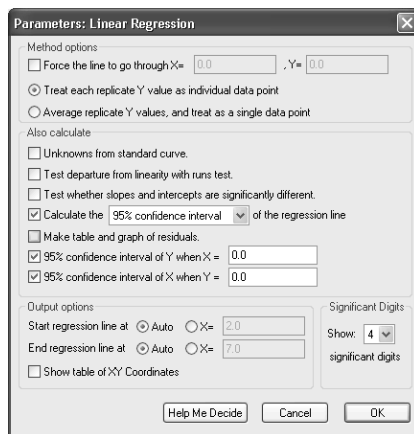 Parameters: Linear Regression
Method options
Force the line to go through X= 0.0 , Y= 0.0
Treat each replicate Y value as individual data point
Average replicate Y values, and treat as a single data point
Also calculate
Unknowns from standard curve.
Test departure from linearity with runs test.
Test whether slopes and intercepts are significantly different.
Calculate the 95% confidence interval of the regression line
Make table and graph of residuals.
95% confidence interval of Y when X = 0.0
95% confidence interval of X when Y = 0.0
Output options
Start regression line at Auto X= 2.0
End regression line at Auto X= 7.0
Show table of XY Coordinates
Significant Digits
Show: 4
significant digits
Help Me Decide Cancel OK